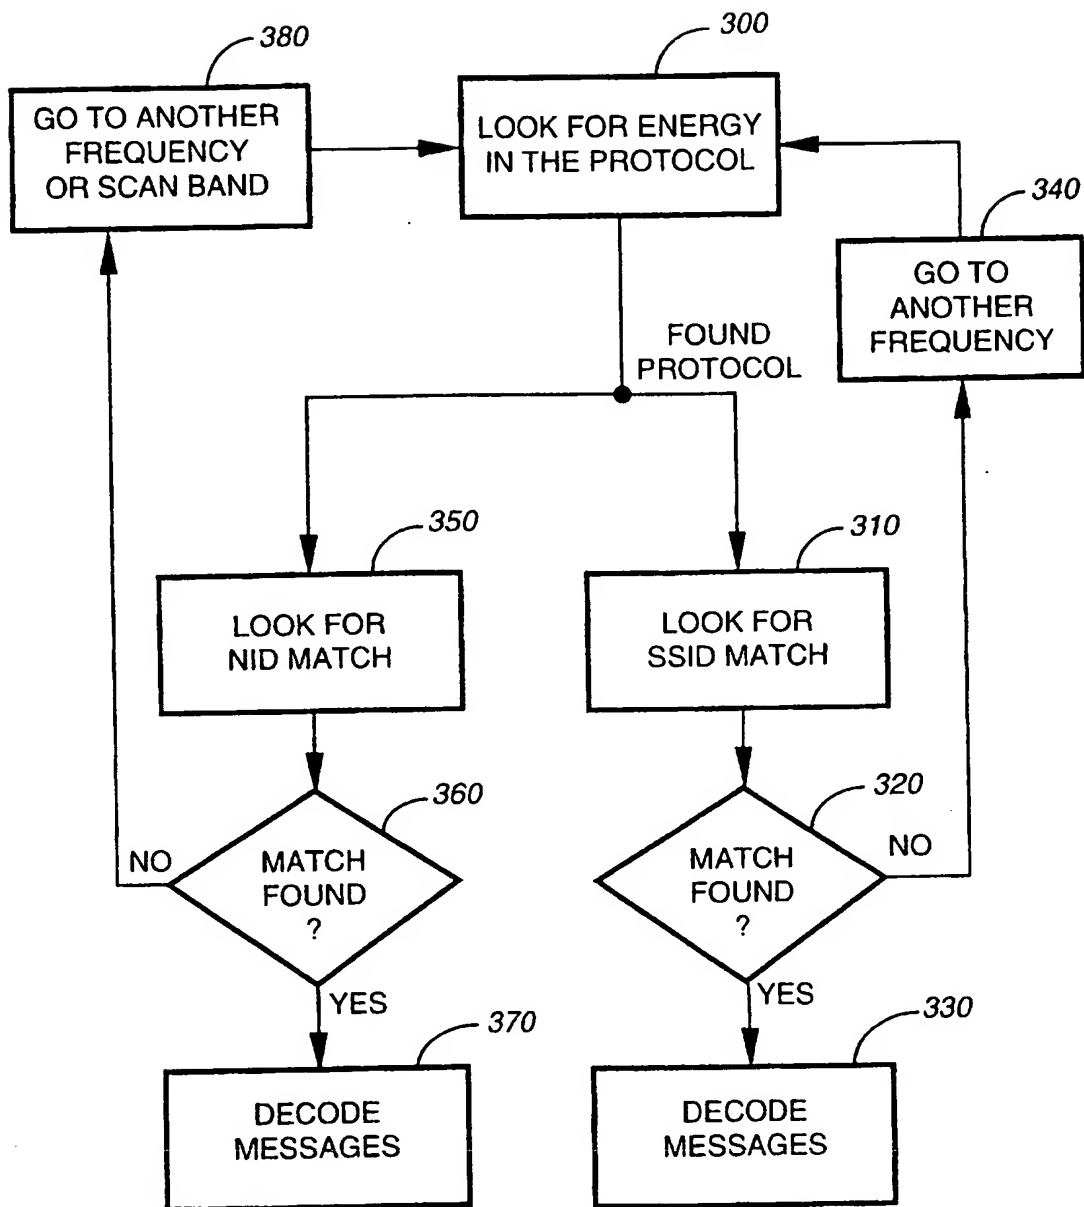 380
GO TO ANOTHER
FREQUENCY
OR SCAN BAND
300
LOOK FOR ENERGY
IN THE PROTOCOL
340
GO TO
ANOTHER
FREQUENCY
FOUND
PROTOCOL
350
LOOK FOR
NID MATCH
310
LOOK FOR
SSID MATCH
360
MATCH
FOUND
?
NO
YES
320
MATCH
FOUND
?
NO
YES
370
DECODE
MESSAGES
330
DECODE
MESSAGES